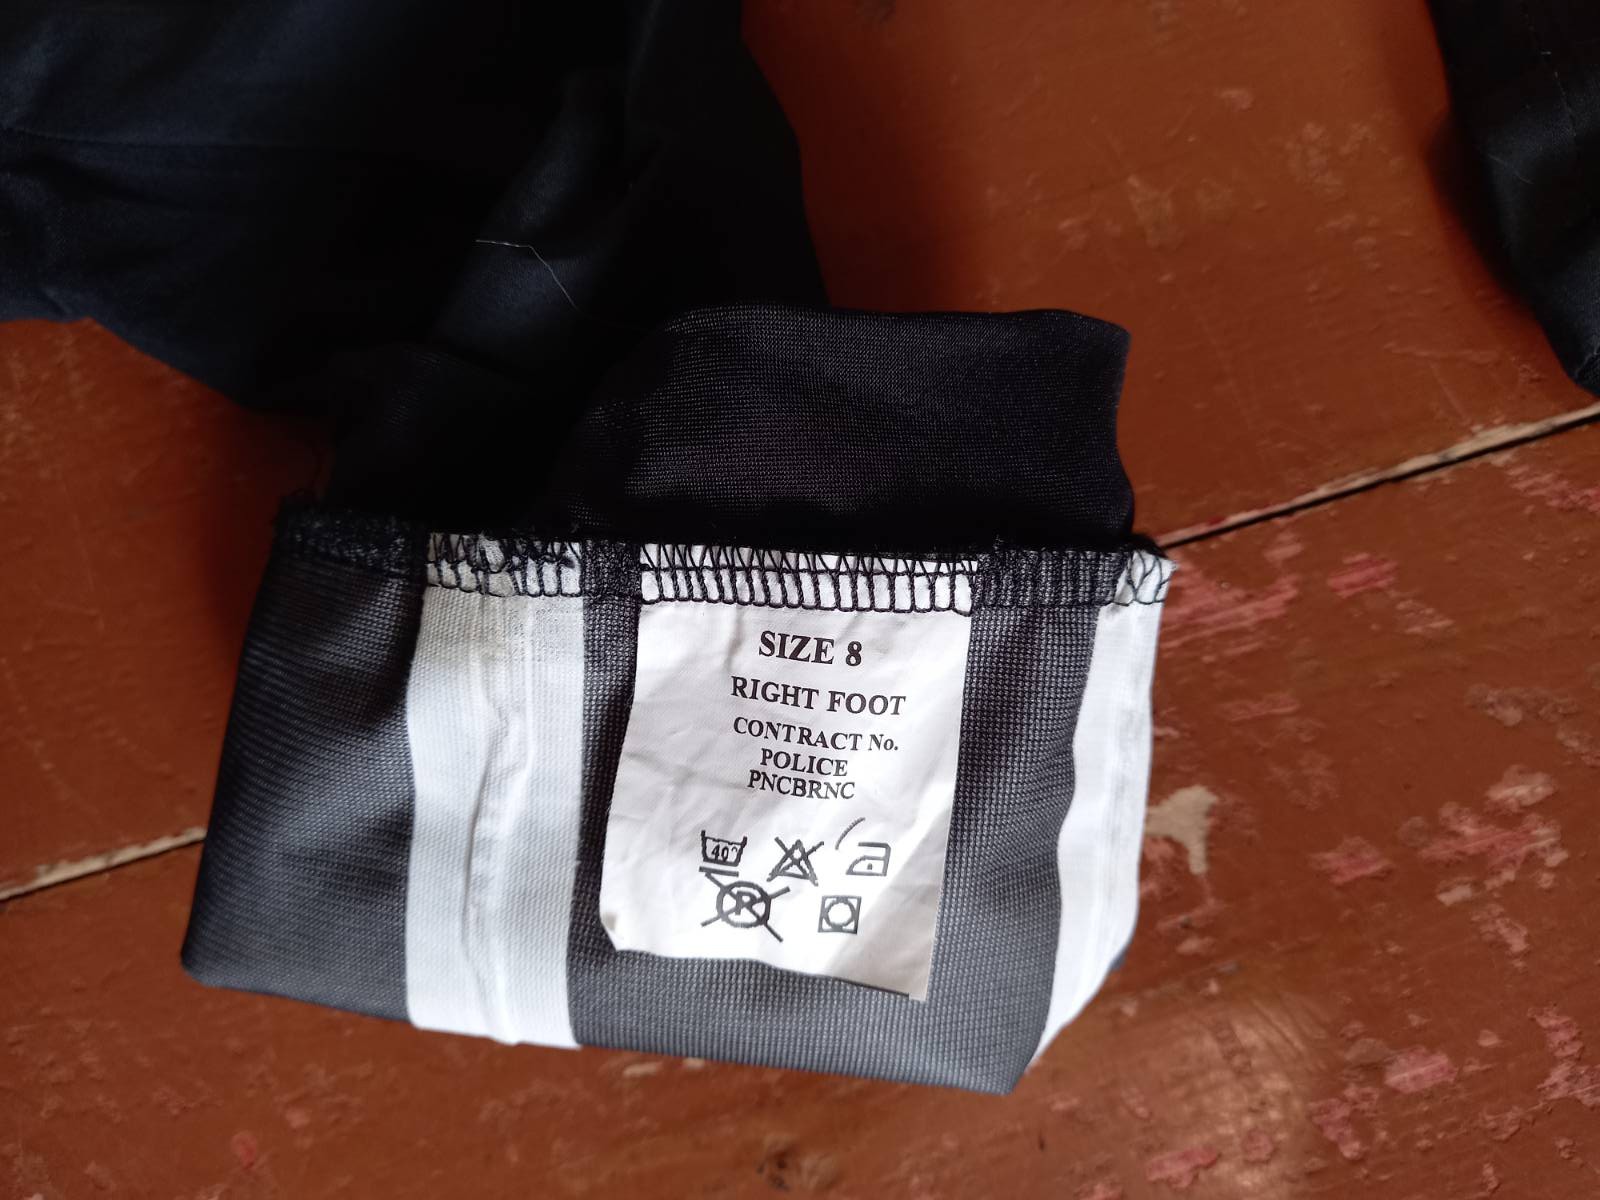 SIZE 8
RIGHT FOOT
CONTRACT No.
POLICE
PNCBRNC
40°
R